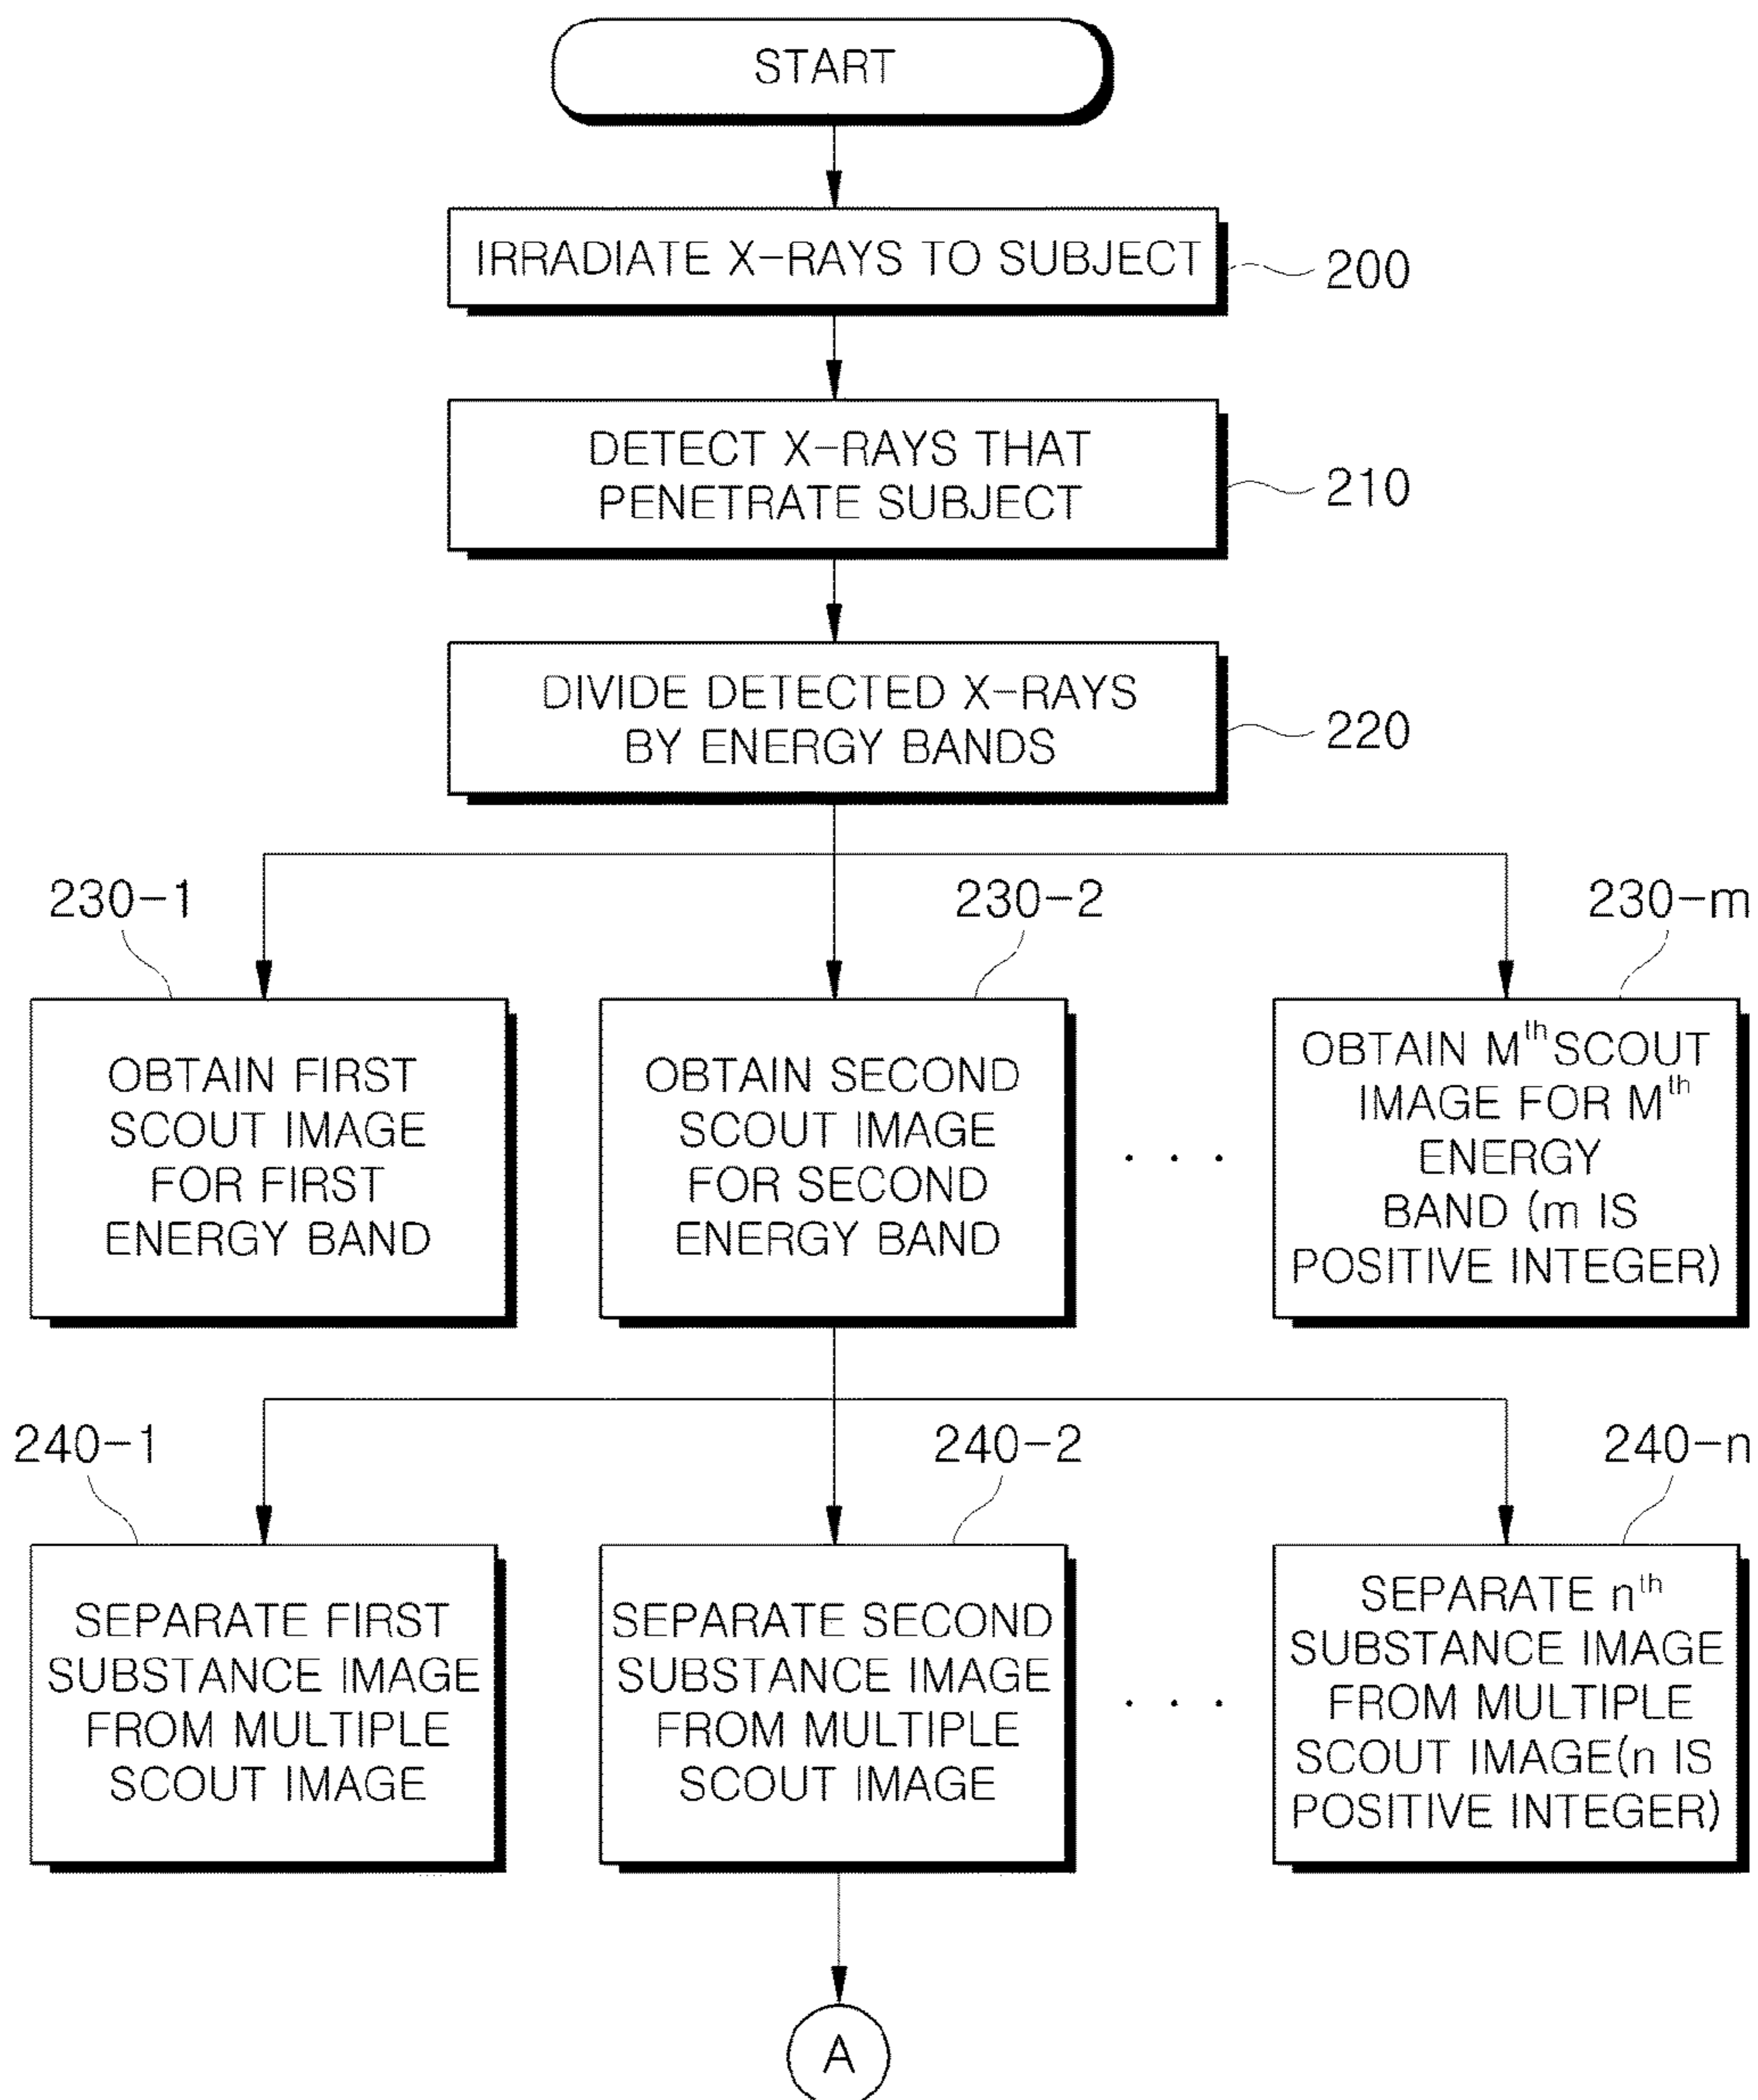 START
IRRADIATE X-RAYS TO SUBJECT
200
DETECT X-RAYS THAT
PENETRATE SUBJECT
210
DIVIDE DETECTED X-RAYS
BY ENERGY BANDS
220
230-1
OBTAIN FIRST
SCOUT IMAGE
FOR FIRST
ENERGY BAND
230-2
OBTAIN SECOND
SCOUT IMAGE
FOR SECOND
ENERGY BAND
. . .
230-m
OBTAIN Mth SCOUT
IMAGE FOR Mth
ENERGY
BAND (m IS
POSITIVE INTEGER)
240-1
SEPARATE FIRST
SUBSTANCE IMAGE
FROM MULTIPLE
SCOUT IMAGE
240-2
SEPARATE SECOND
SUBSTANCE IMAGE
FROM MULTIPLE
SCOUT IMAGE
. . .
240-n
SEPARATE nth
SUBSTANCE IMAGE
FROM MULTIPLE
SCOUT IMAGE(n IS
POSITIVE INTEGER)
A